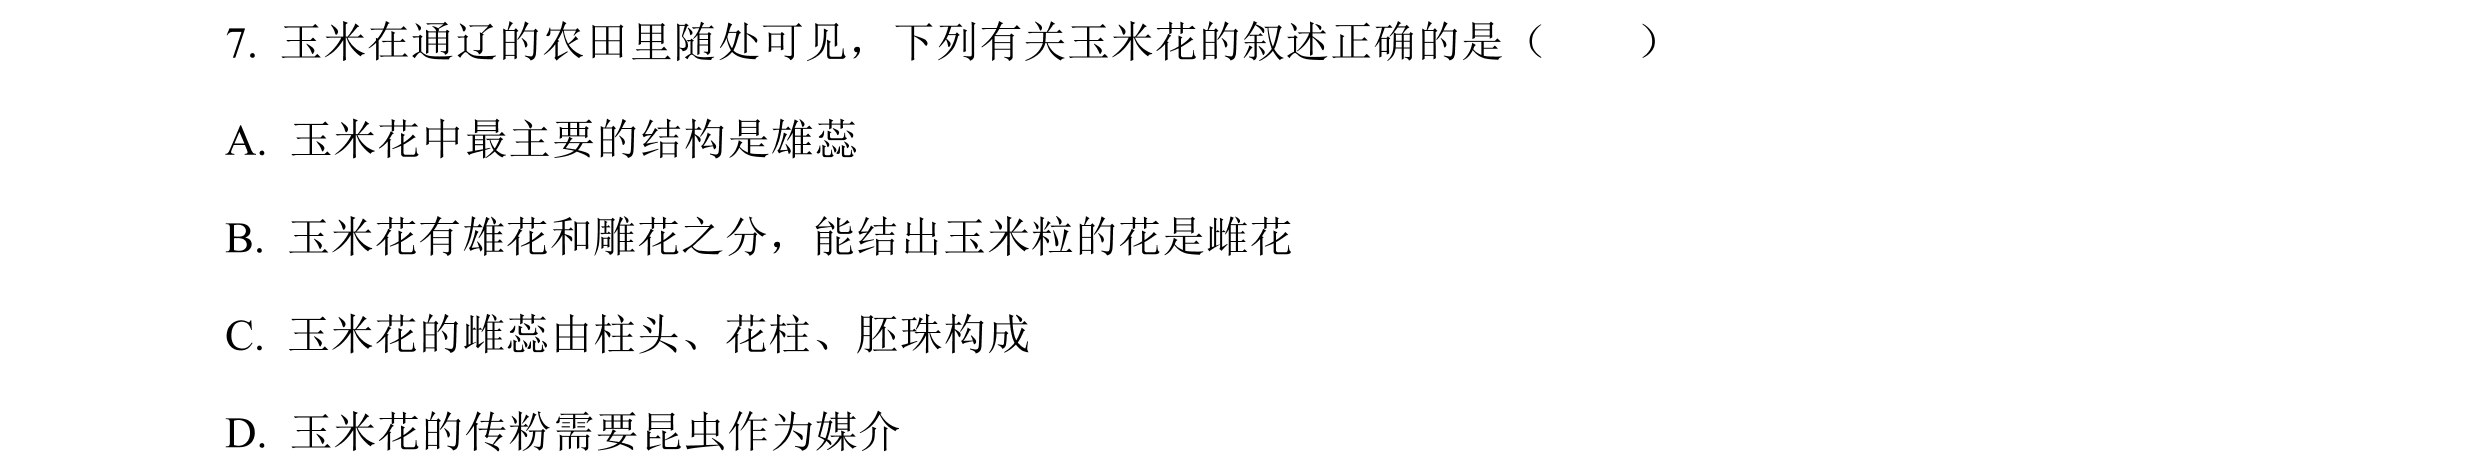 7. 玉米在通辽的农田里随处可见，下列有关玉米花的叙述正确的是（　　）
A. 玉米花中最主要的结构是雄蕊
B. 玉米花有雄花和雕花之分，能结出玉米粒的花是雌花
C. 玉米花的雌蕊由柱头、花柱、胚珠构成
D. 玉米花的传粉需要昆虫作为媒介